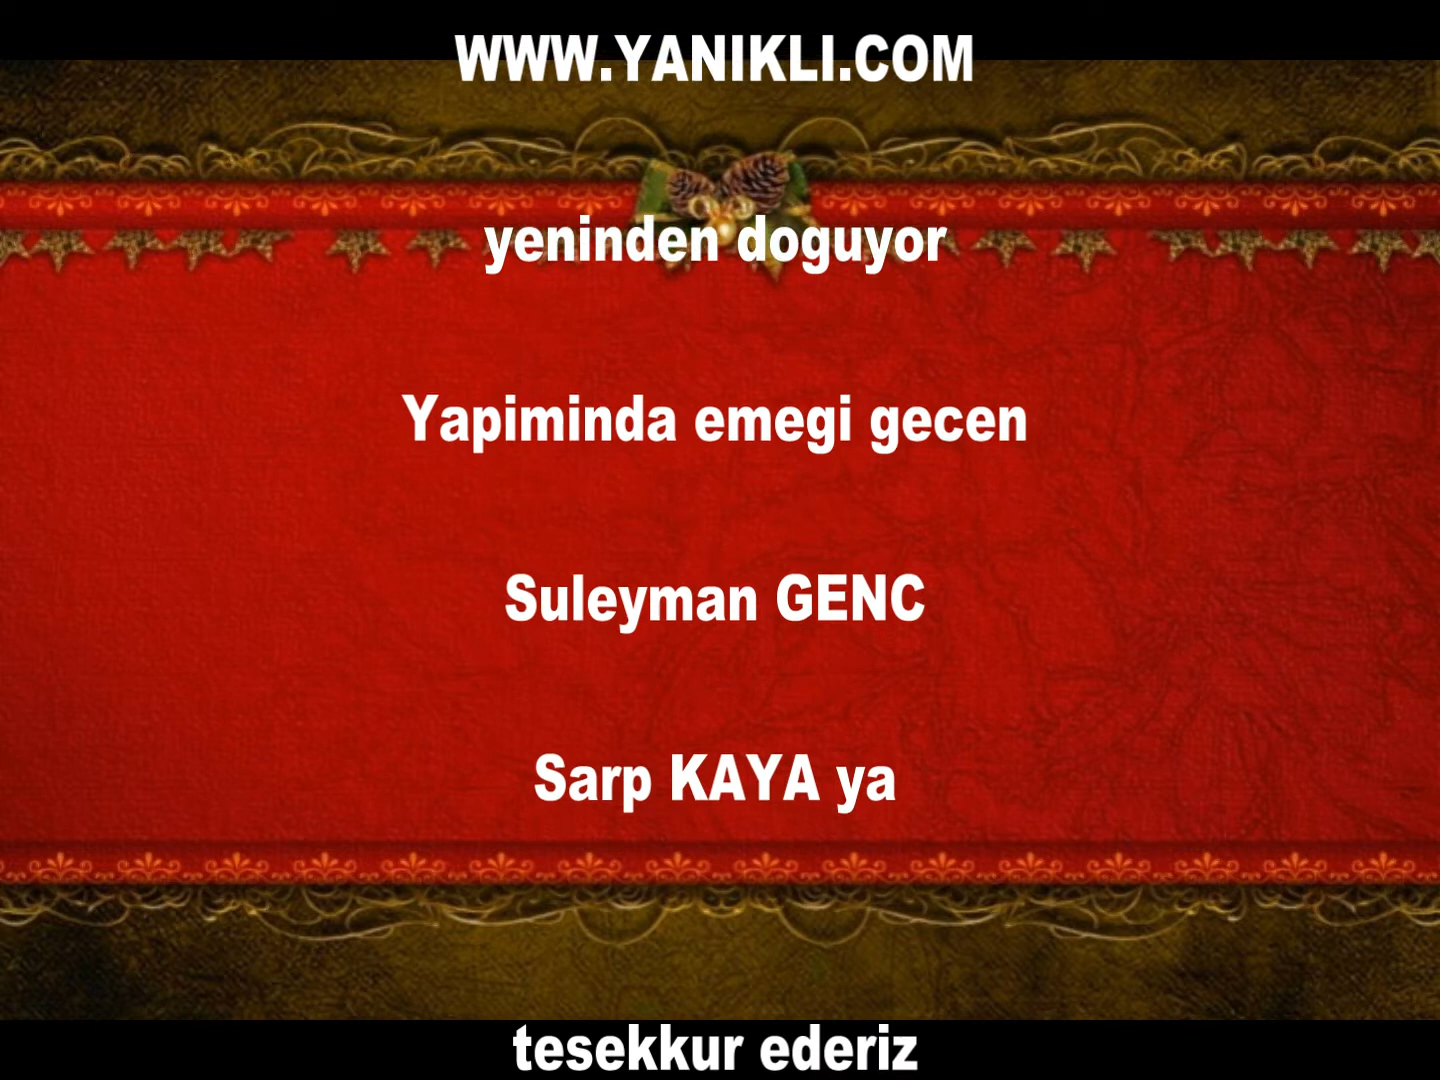 WWW.YANIKLI.COM
yeninden doguyor
Yapiminda emegi gecen
Suleyman GENC
Sarp KAYA ya
tesekkur ederiz